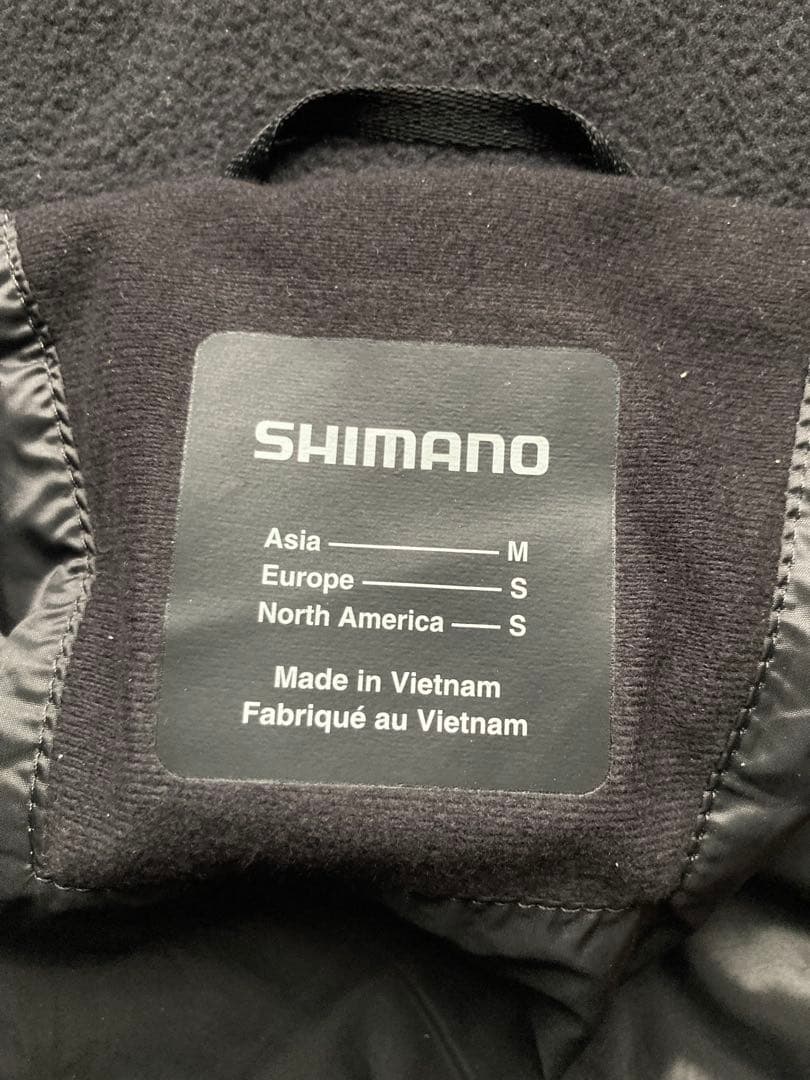 SHIMANO
Asia M
Europe S
North America S
Made in Vietnam
Fabriqué au Vietnam